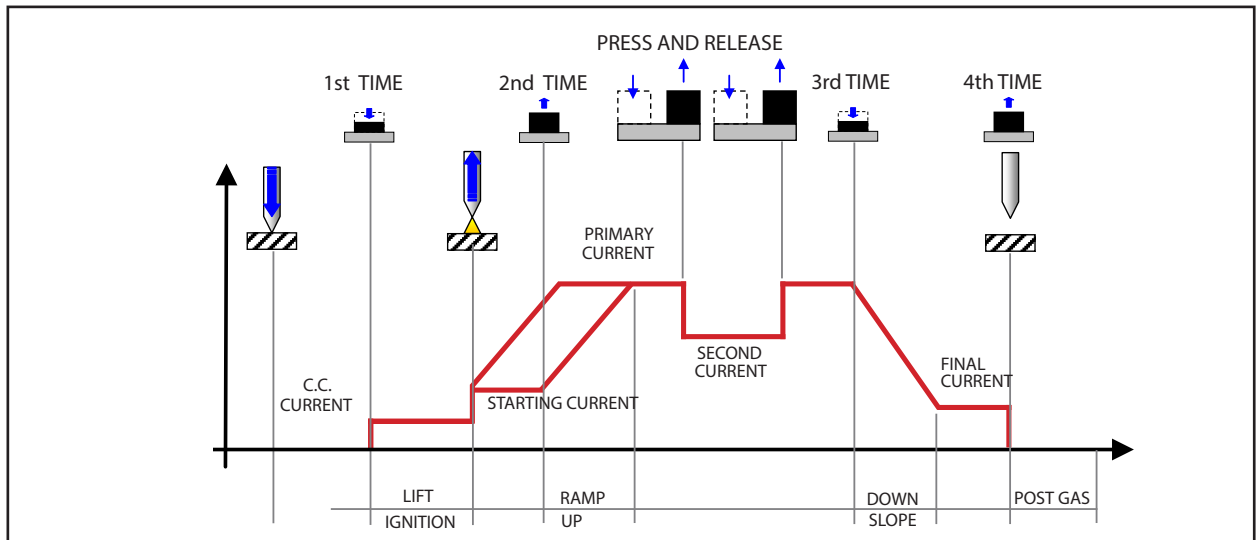 PRESS AND RELEASE
1st TIME
2nd TIME
3rd TIME
4th TIME
PRIMARY
CURRENT
SECOND
CURRENT
FINAL
CURRENT
C.C.
CURRENT
STARTING CURRENT
LIFT
IGNITION
RAMP
UP
DOWN
SLOPE
POST GAS